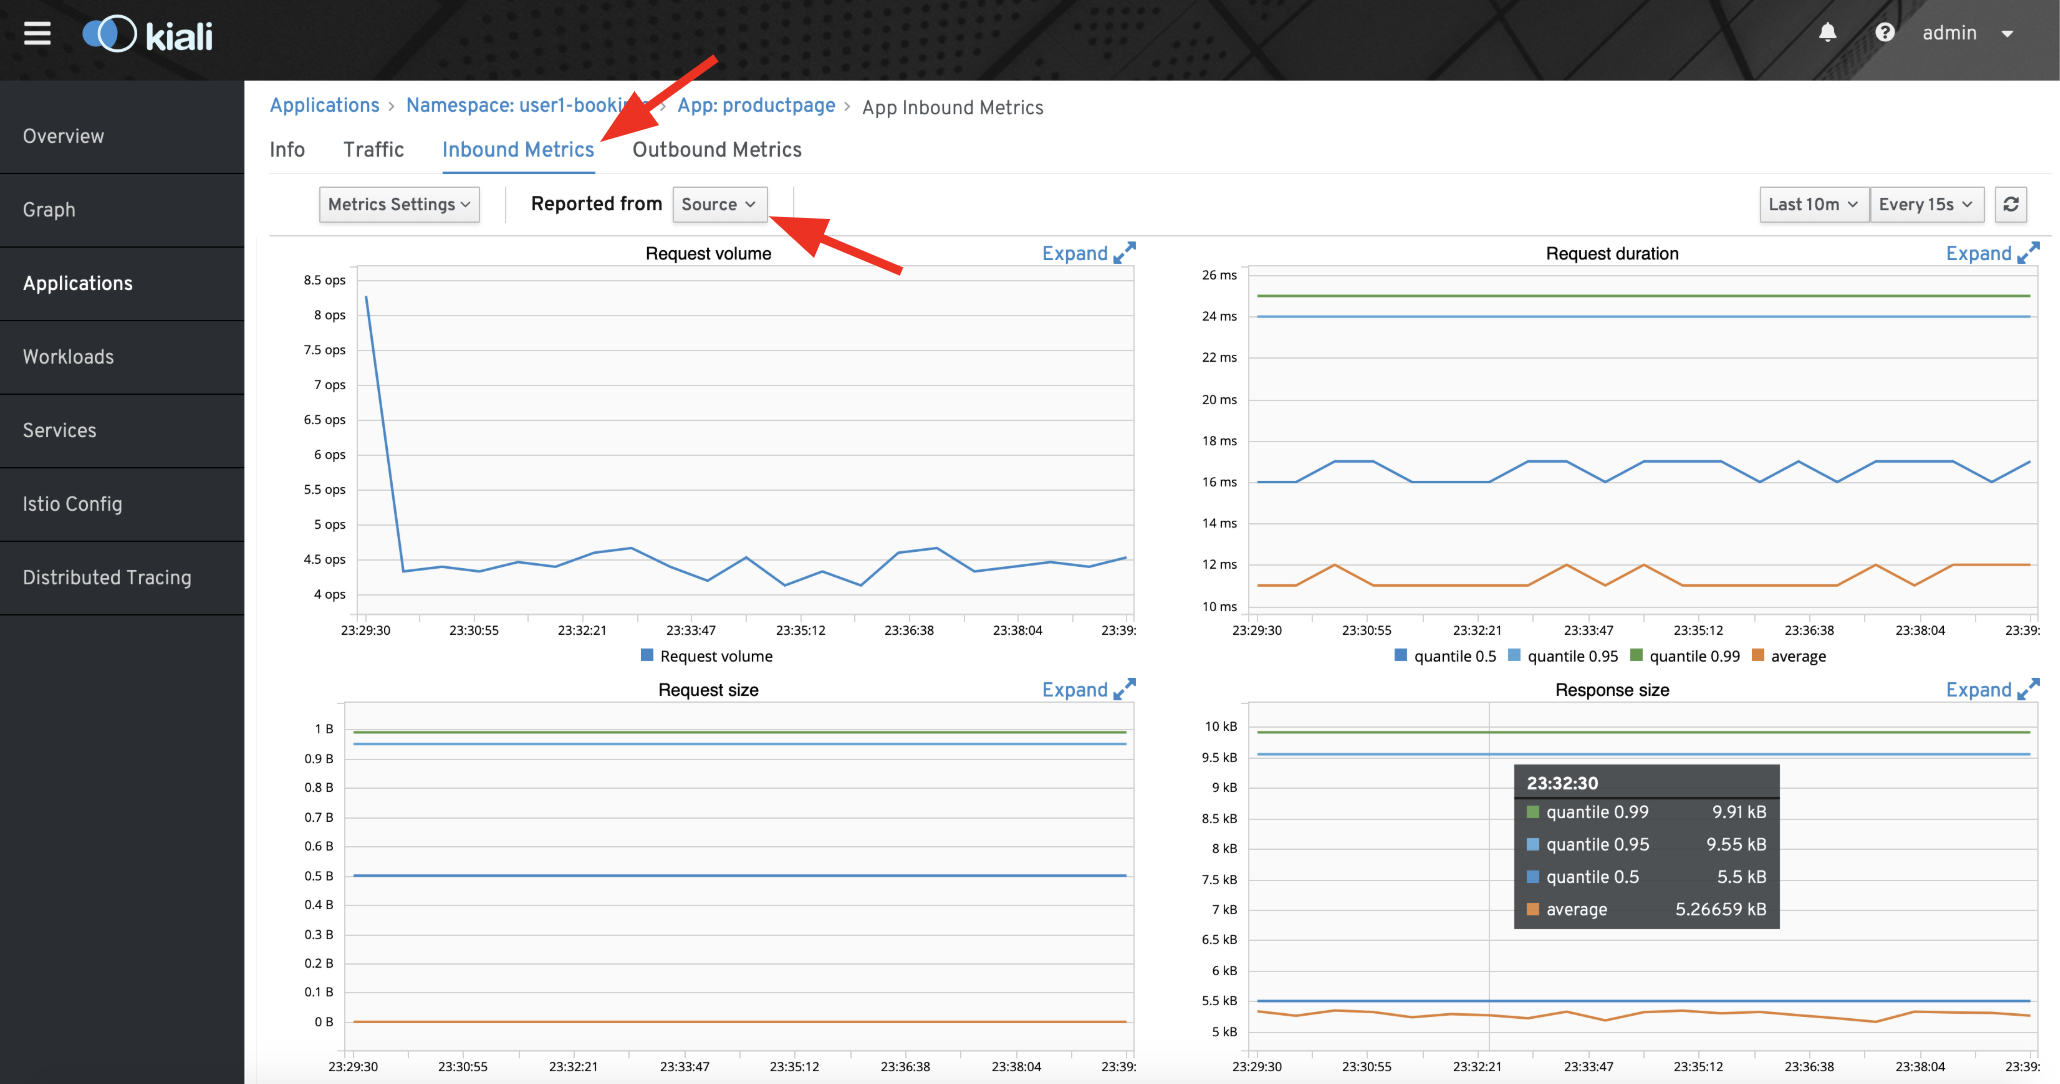 kiali
admin
Overview
Graph
Applications
Workloads
Services
Istio Config
Distributed Tracing
Applications > Namespace: user1-bookin > App: productpage > App Inbound Metrics
Info Traffic Inbound Metrics Outbound Metrics
Metrics Settings Reported from Source Last 10m Every 15s
Request volume Expand
8.5 ops
8 ops
7.5 ops
7 ops
6.5 ops
6 ops
5.5 ops
5 ops
4.5 ops
4 ops
23:29:30 23:30:55 23:32:21 23:33:47 23:35:12 23:36:38 23:38:04 23:39:
Request volume
Request duration Expand
26 ms
24 ms
22 ms
20 ms
18 ms
16 ms
14 ms
12 ms
10 ms
23:29:30 23:30:55 23:32:21 23:33:47 23:35:12 23:36:38 23:38:04 23:39:
quantile 0.5 quantile 0.95 quantile 0.99 average
Request size Expand
1 B
0.9 B
0.8 B
0.7 B
0.6 B
0.5 B
0.4 B
0.3 B
0.2 B
0.1 B
0 B
23:29:30 23:30:55 23:32:21 23:33:47 23:35:12 23:36:38 23:38:04 23:39:
Response size Expand
10 kB
9.5 kB
9 kB
8.5 kB
8 kB
7.5 kB
7 kB
6.5 kB
6 kB
5.5 kB
5 kB
23:32:30
quantile 0.99 9.91 kB
quantile 0.95 9.55 kB
quantile 0.5 5.5 kB
average 5.26659 kB
23:29:30 23:30:55 23:32:21 23:33:47 23:35:12 23:36:38 23:38:04 23:39: